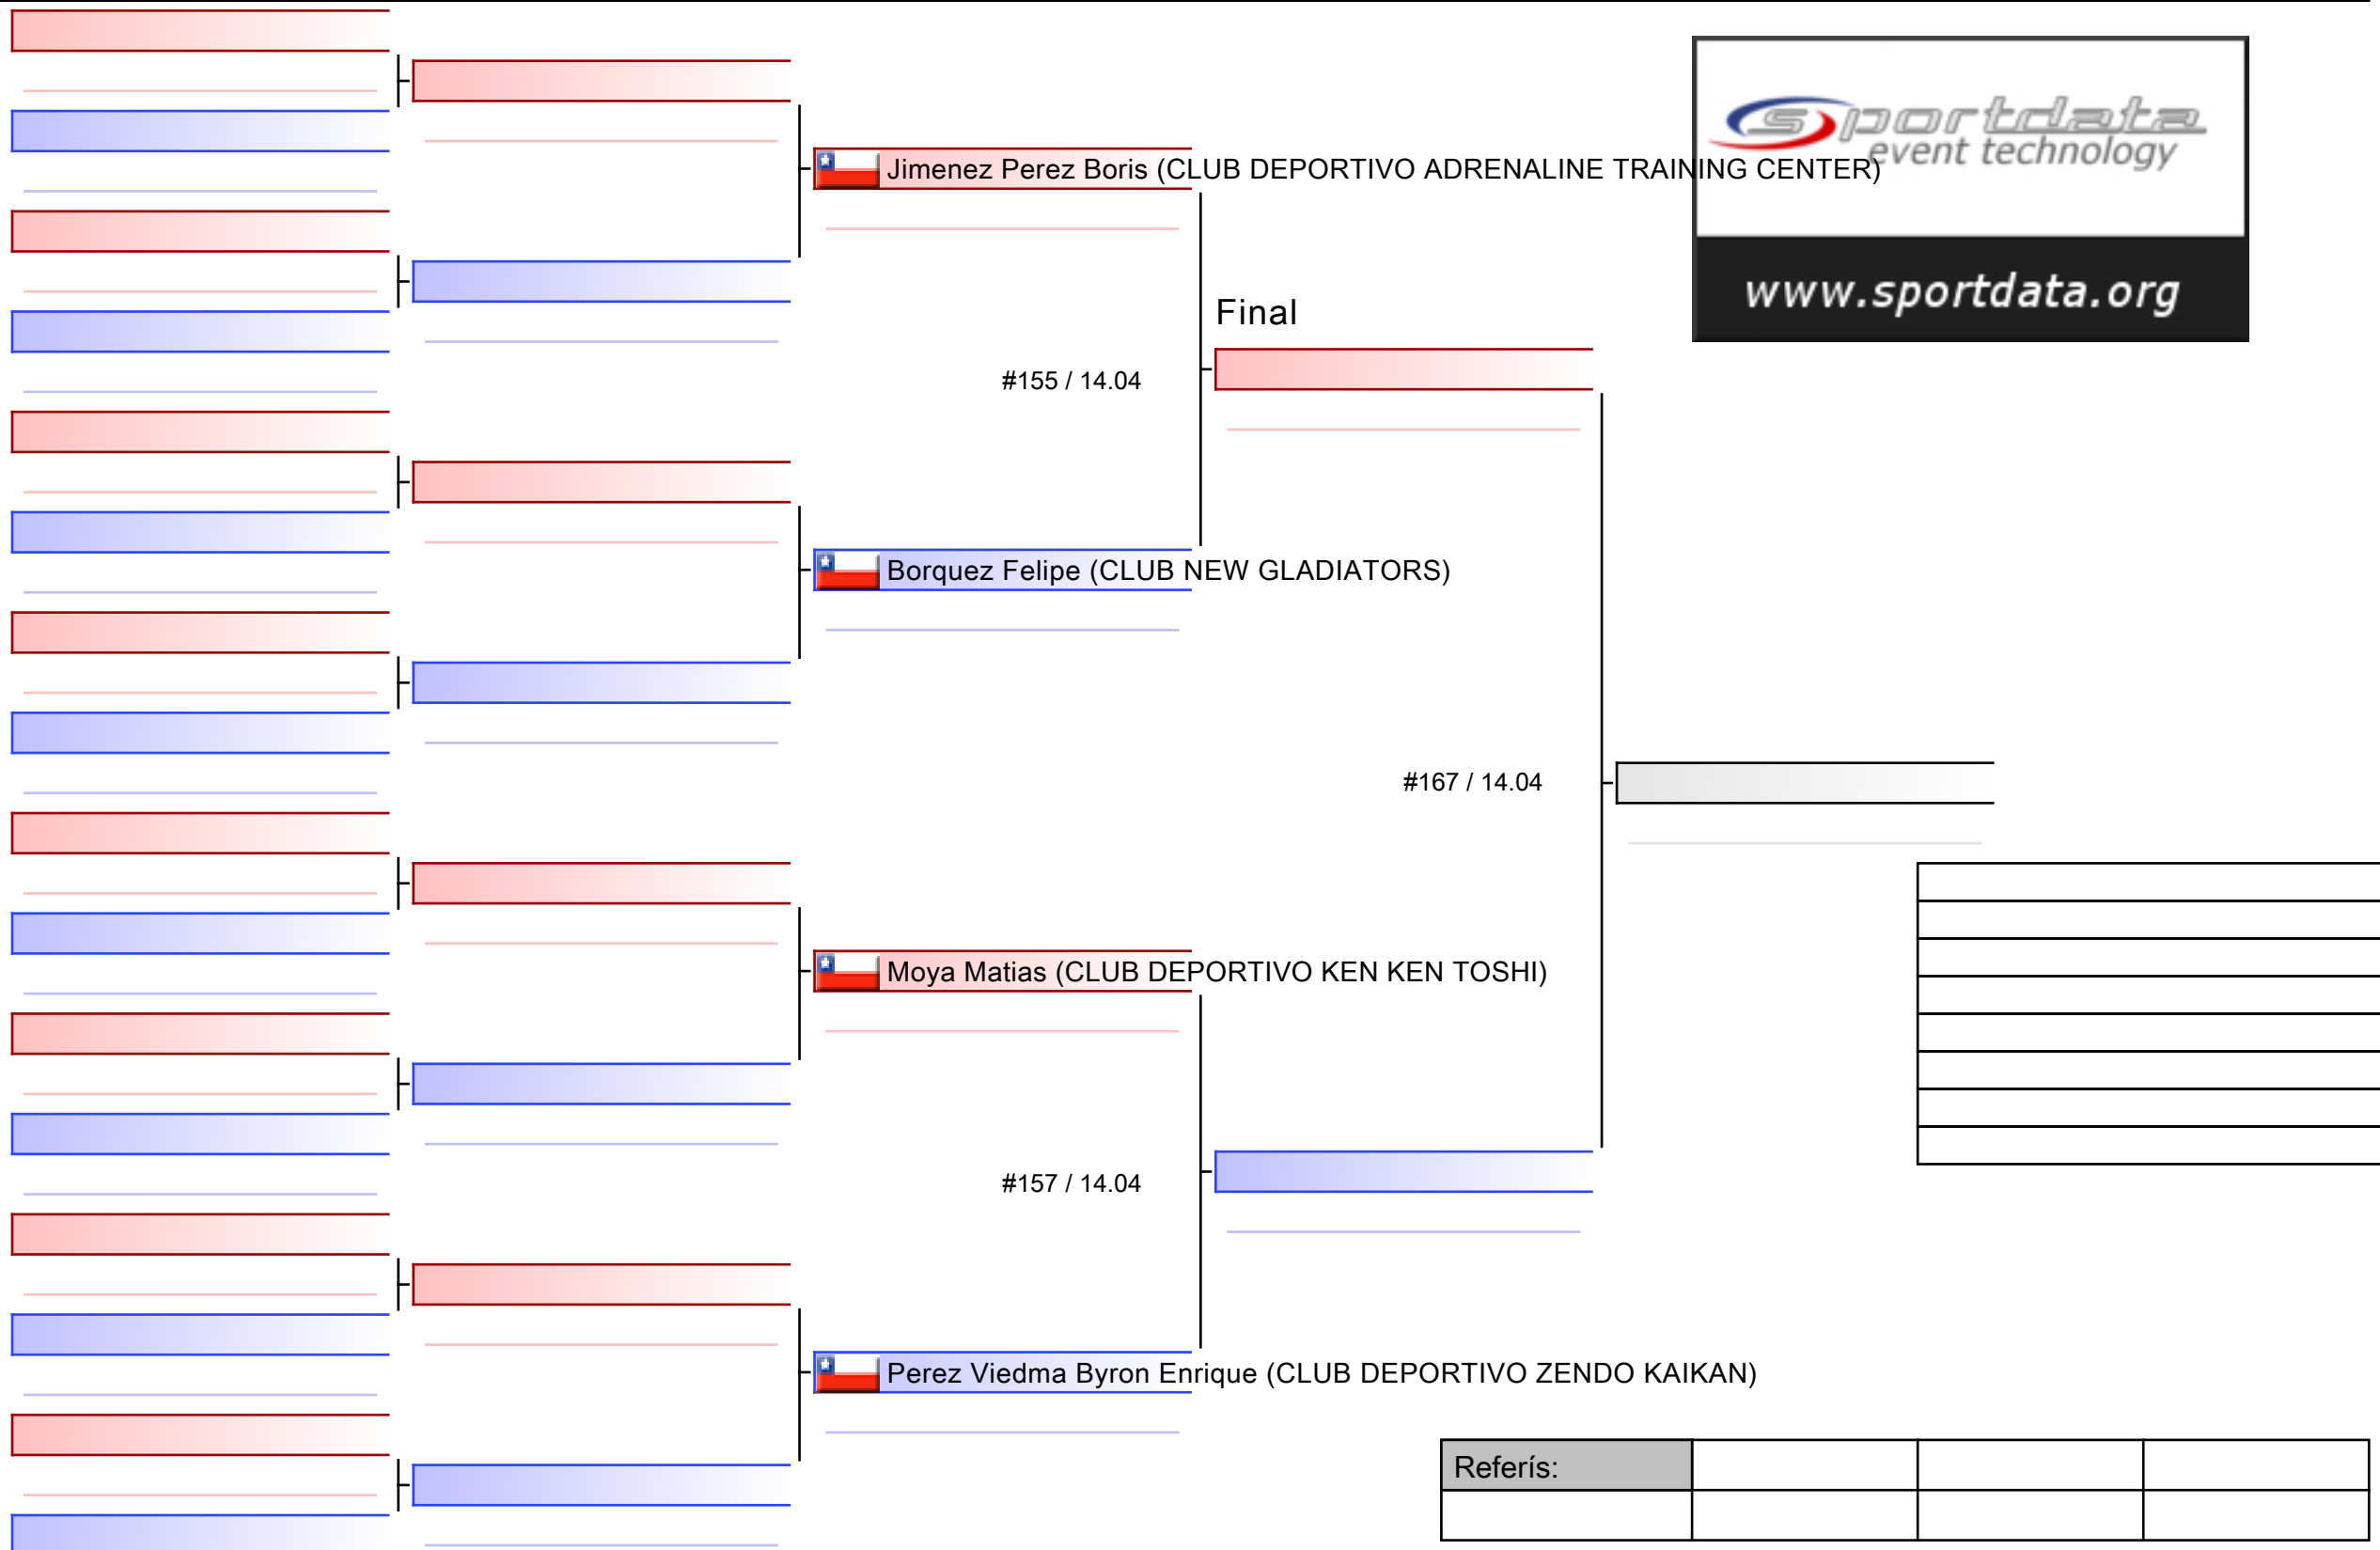 sportdata
event technology
www.sportdata.org
Jimenez Perez Boris (CLUB DEPORTIVO ADRENALINE TRAINING CENTER)
Final
#155 / 14.04
Borquez Felipe (CLUB NEW GLADIATORS)
#167 / 14.04
Moya Matias (CLUB DEPORTIVO KEN KEN TOSHI)
#157 / 14.04
Perez Viedma Byron Enrique (CLUB DEPORTIVO ZENDO KAIKAN)
Referís: